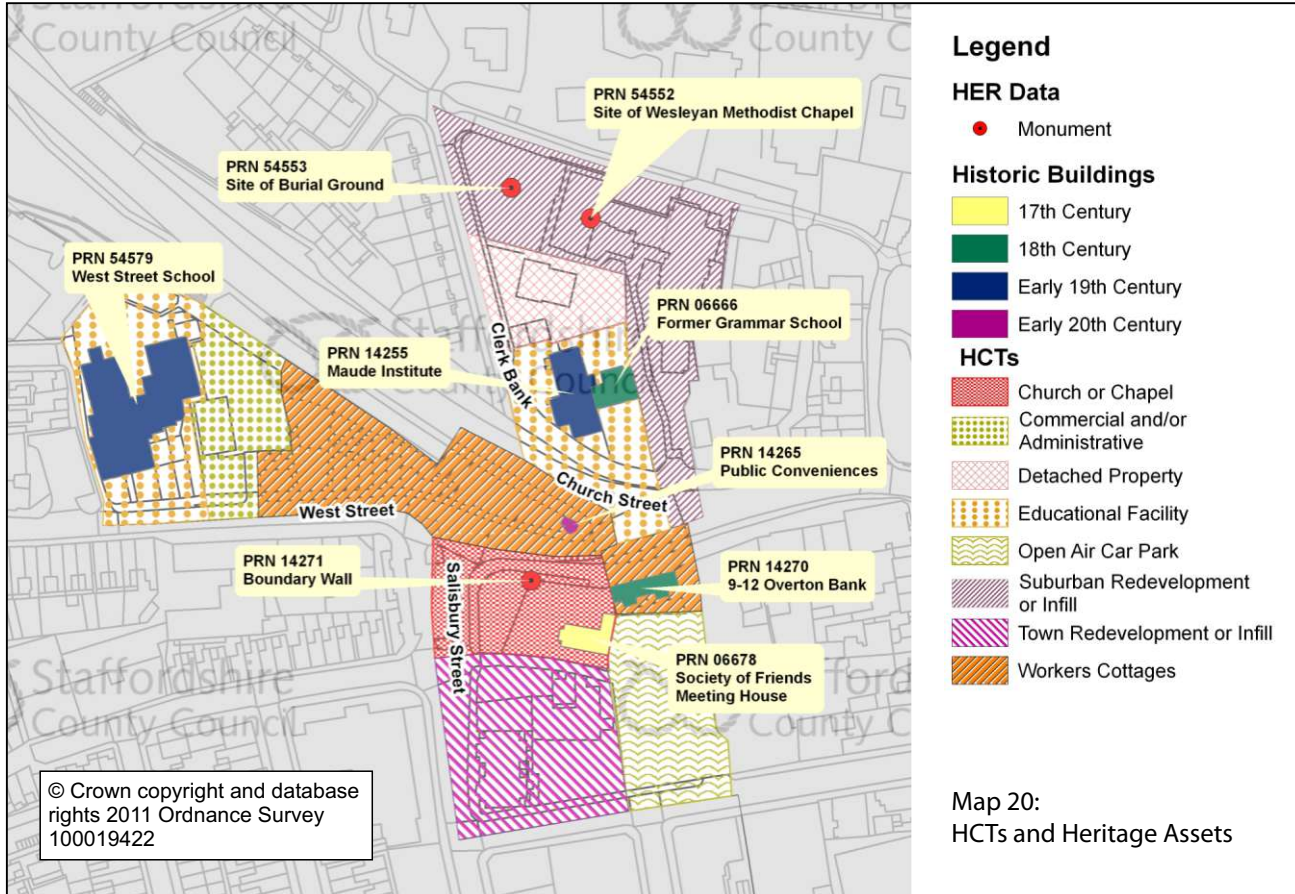 Staffordshire
County Council
County C
PRN 54552
Site of Wesleyan Methodist Chapel
PRN 54553
Site of Burial Ground
PRN 54579
West Street School
PRN 06666
Former Grammar School
Staffordshire
County Council
Clerk Bank
PRN 14255
Maude Institute
PRN 14265
Public Conveniences
Church Street
West Street
PRN 14271
Boundary Wall
Salisbury Street
PRN 14270
9-12 Overton Bank
PRN 06678
Society of Friends
Meeting House
Staffordshire
County Council
County C
© Crown copyright and database
rights 2011 Ordnance Survey
100019422
Legend
HER Data
Monument
Historic Buildings
17th Century
18th Century
Early 19th Century
Early 20th Century
HCTs
Church or Chapel
Commercial and/or
Administrative
Detached Property
Educational Facility
Open Air Car Park
Suburban Redevelopment
or Infill
Town Redevelopment or Infill
Workers Cottages
Map 20:
HCTs and Heritage Assets